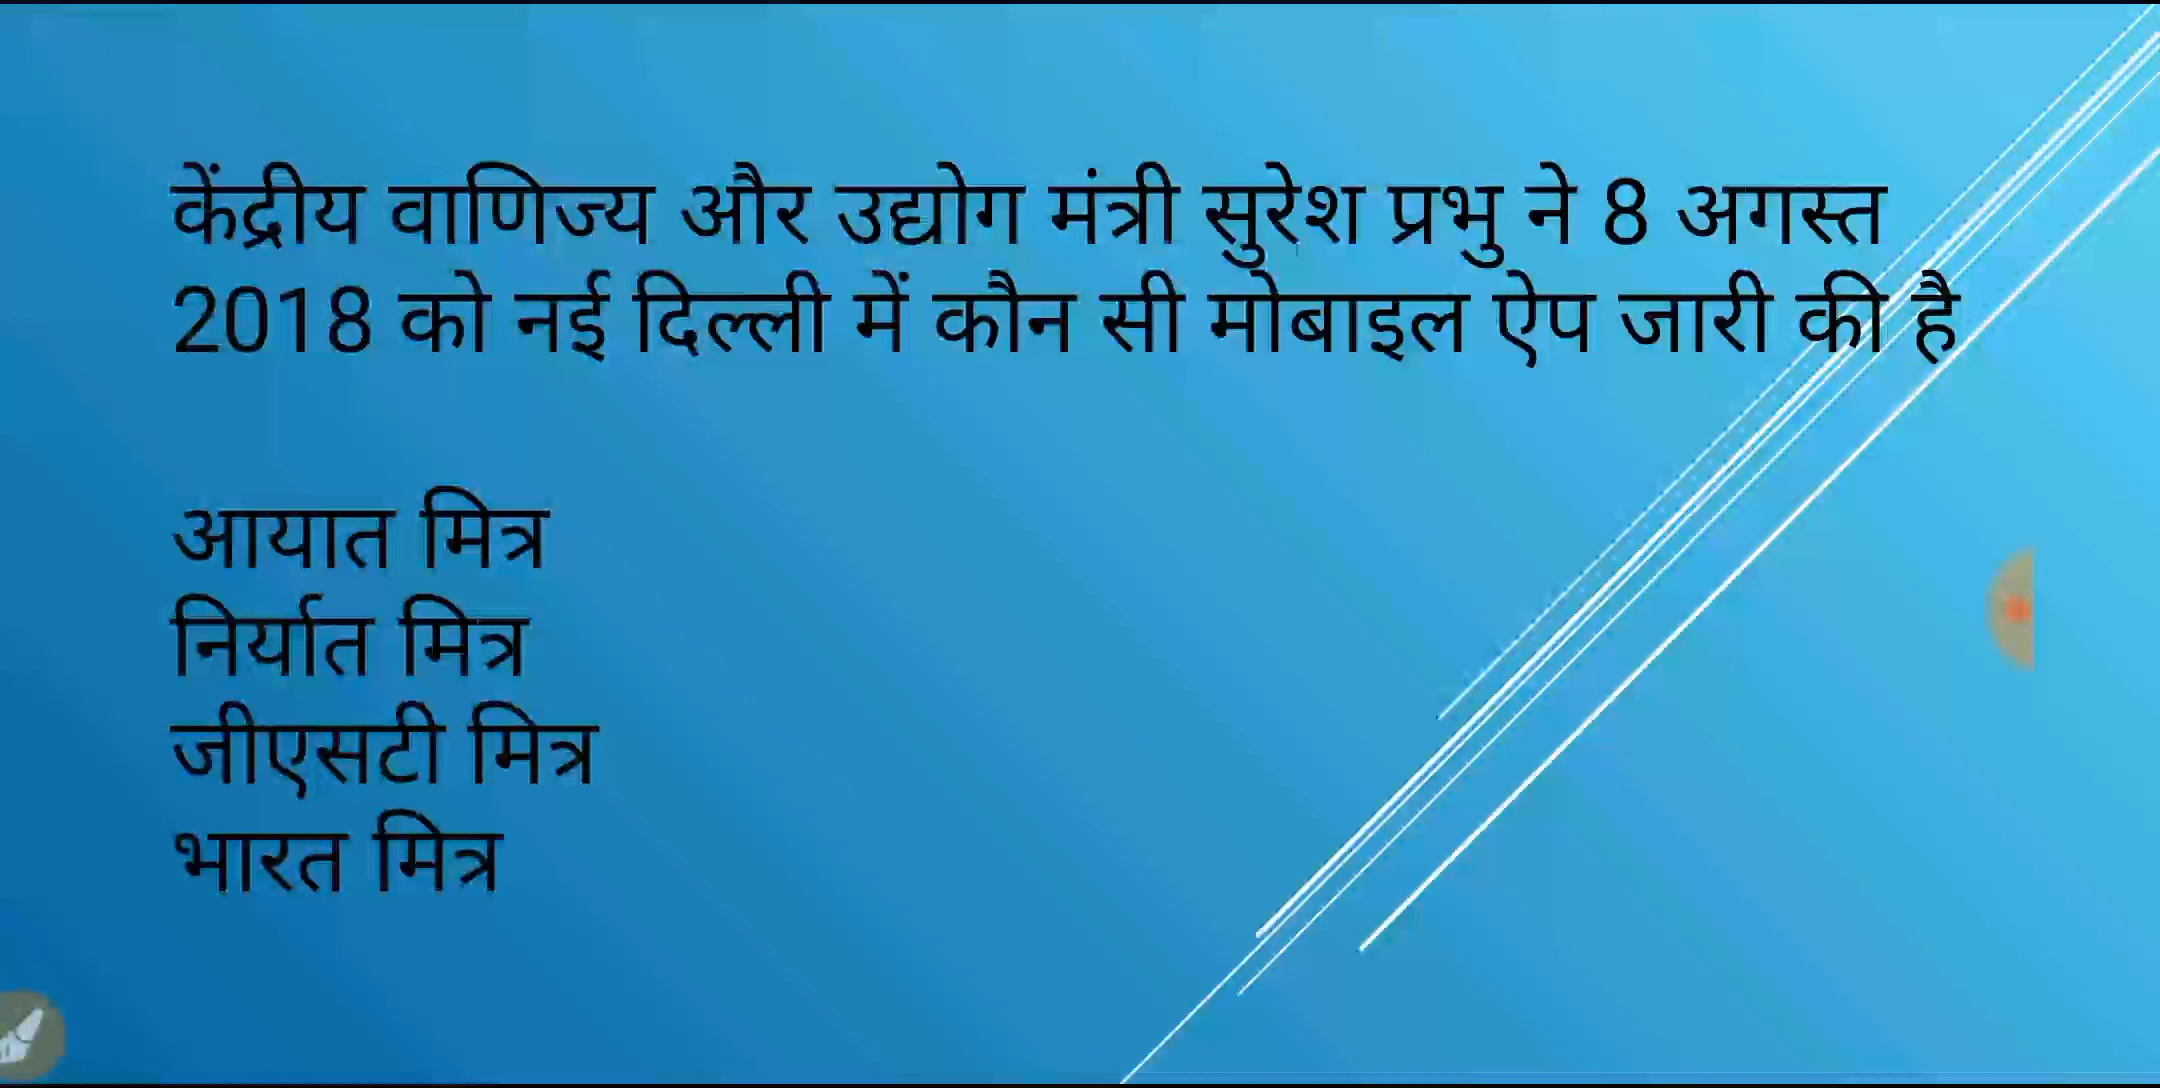 केंद्रीय वाणिज्य और उद्योग मंत्री सुरेश प्रभु ने 8 अगस्त
2018 को नई दिल्ली में कौन सी मोबाइल ऐप जारी की है
आयात मित्र
निर्यात मित्र
जीएसटी मित्र
भारत मित्र